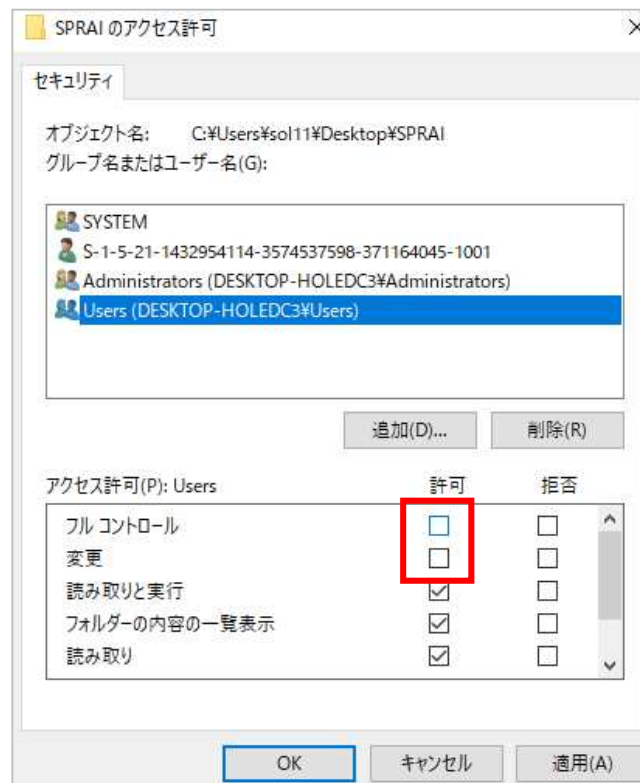 SPRAI のアクセス許可
セキュリティ
オブジェクト名: C:¥Users¥sol11¥Desktop¥SPRAI
グループ名またはユーザー名(G):
SYSTEM
S-1-5-21-1432954114-3574537598-371164045-1001
Administrators (DESKTOP-HOLEDC3¥Administrators)
Users (DESKTOP-HOLEDC3¥Users)
追加(D)... 削除(R)
アクセス許可(P): Users 許可 拒否
フル コントロール
変更
読み取りと実行
フォルダーの内容の一覧表示
読み取り
OK キャンセル 適用(A)